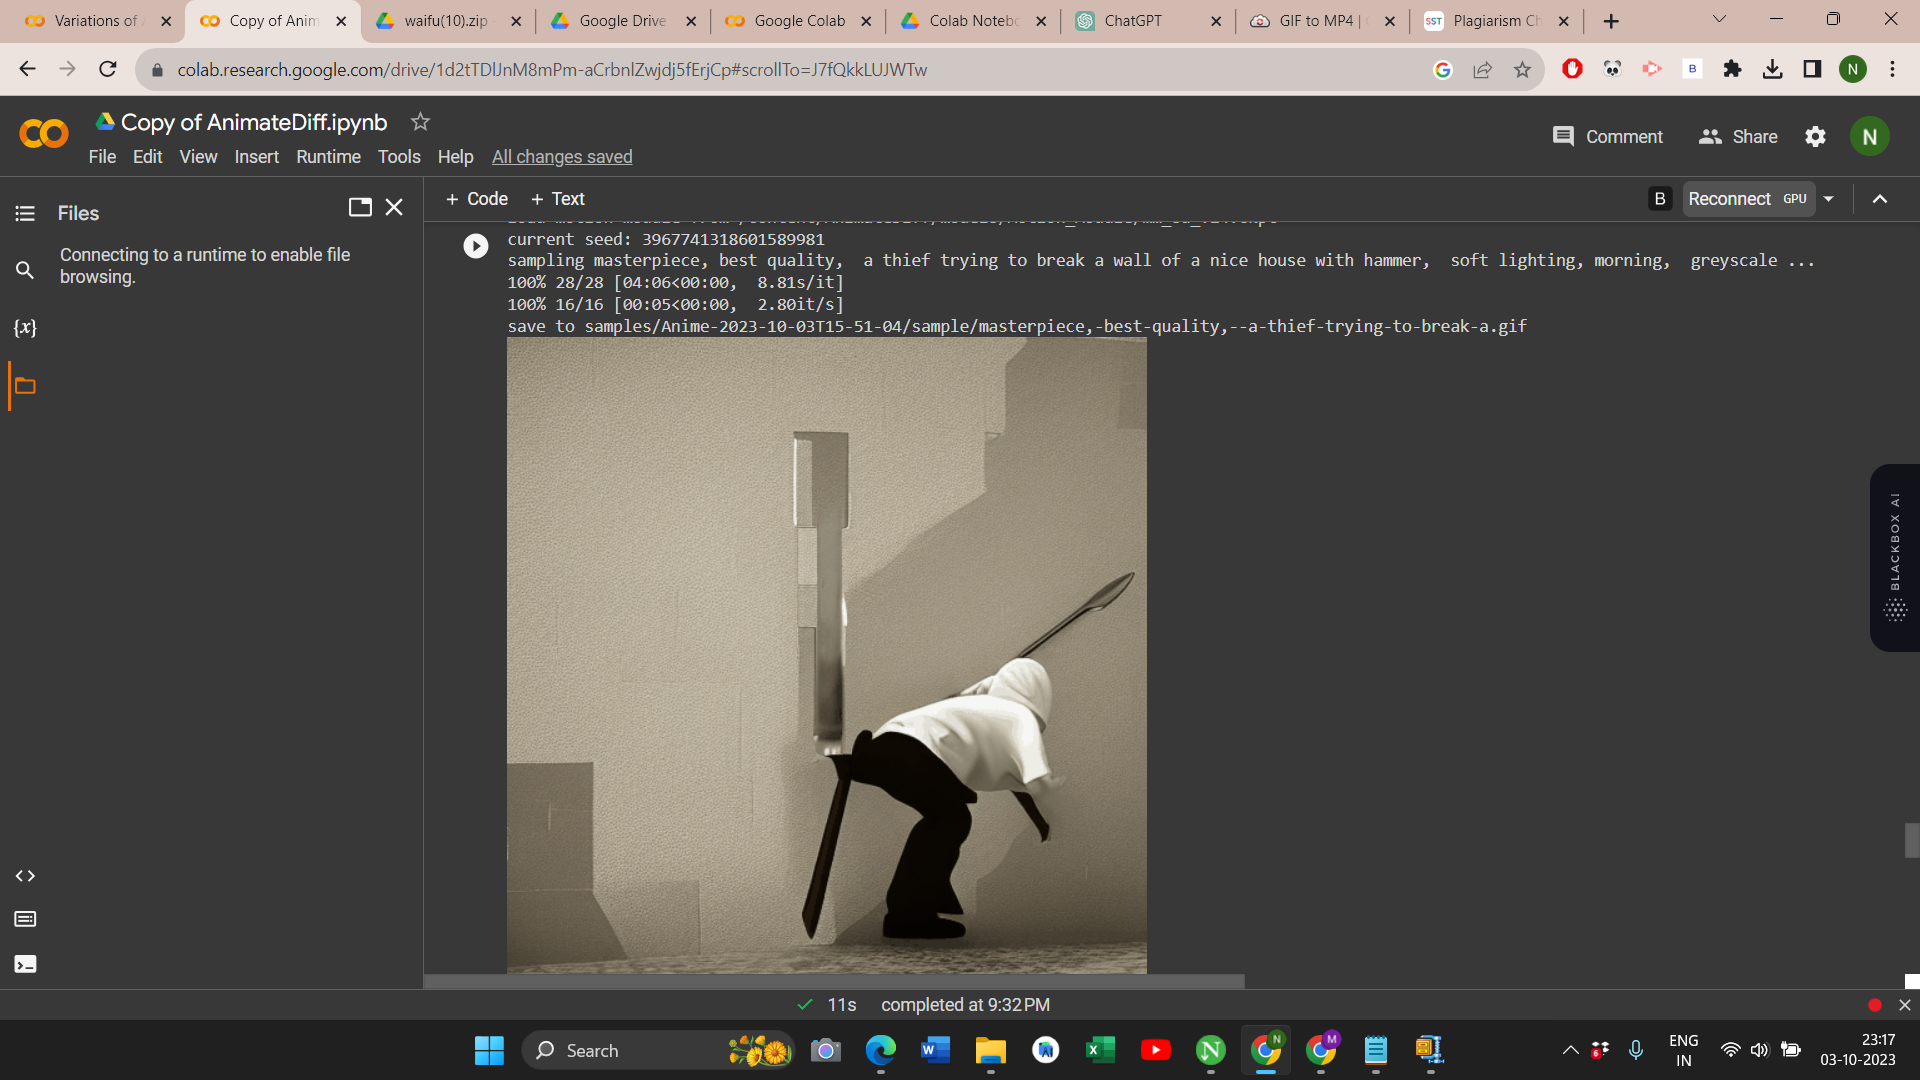 Variations of
Copy of Anim
waifu(10).zip
Google Drive
Google Colab
Colab Notebo
ChatGPT
GIF to MP4 |
SST
Plagiarism Ch
colab.research.google.com/drive/1d2tTDlJnM8mPm-aCrbnlZwjdj5fErjCp#scrollTo=J7fQkkLUJWTw
B
N
Copy of AnimateDiff.ipynb
Comment
Share
N
File Edit View Insert Runtime Tools Help All changes saved
Files
+ Code + Text
B
Reconnect GPU
Connecting to a runtime to enable file
browsing.
{x}
current seed: 3967741318601589981
sampling masterpiece, best quality,  a thief trying to break a wall of a nice house with hammer,  soft lighting, morning,  greyscale ...
100% 28/28 [04:06<00:00,  8.81s/it]
100% 16/16 [00:05<00:00,  2.80it/s]
save to samples/Anime-2023-10-03T15-51-04/sample/masterpiece,-best-quality,--a-thief-trying-to-break-a.gif
BLACKBOX AI
11s completed at 9:32 PM
Search
N
M
6
ENG
IN
23:17
03-10-2023